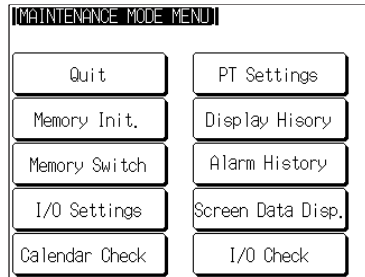 [MAINTENANCE MODE MENU]
Quit
PT Settings
Memory Init.
Display Hisory
Memory Switch
Alarm History
I/O Settings
Screen Data Disp.
Calendar Check
I/O Check